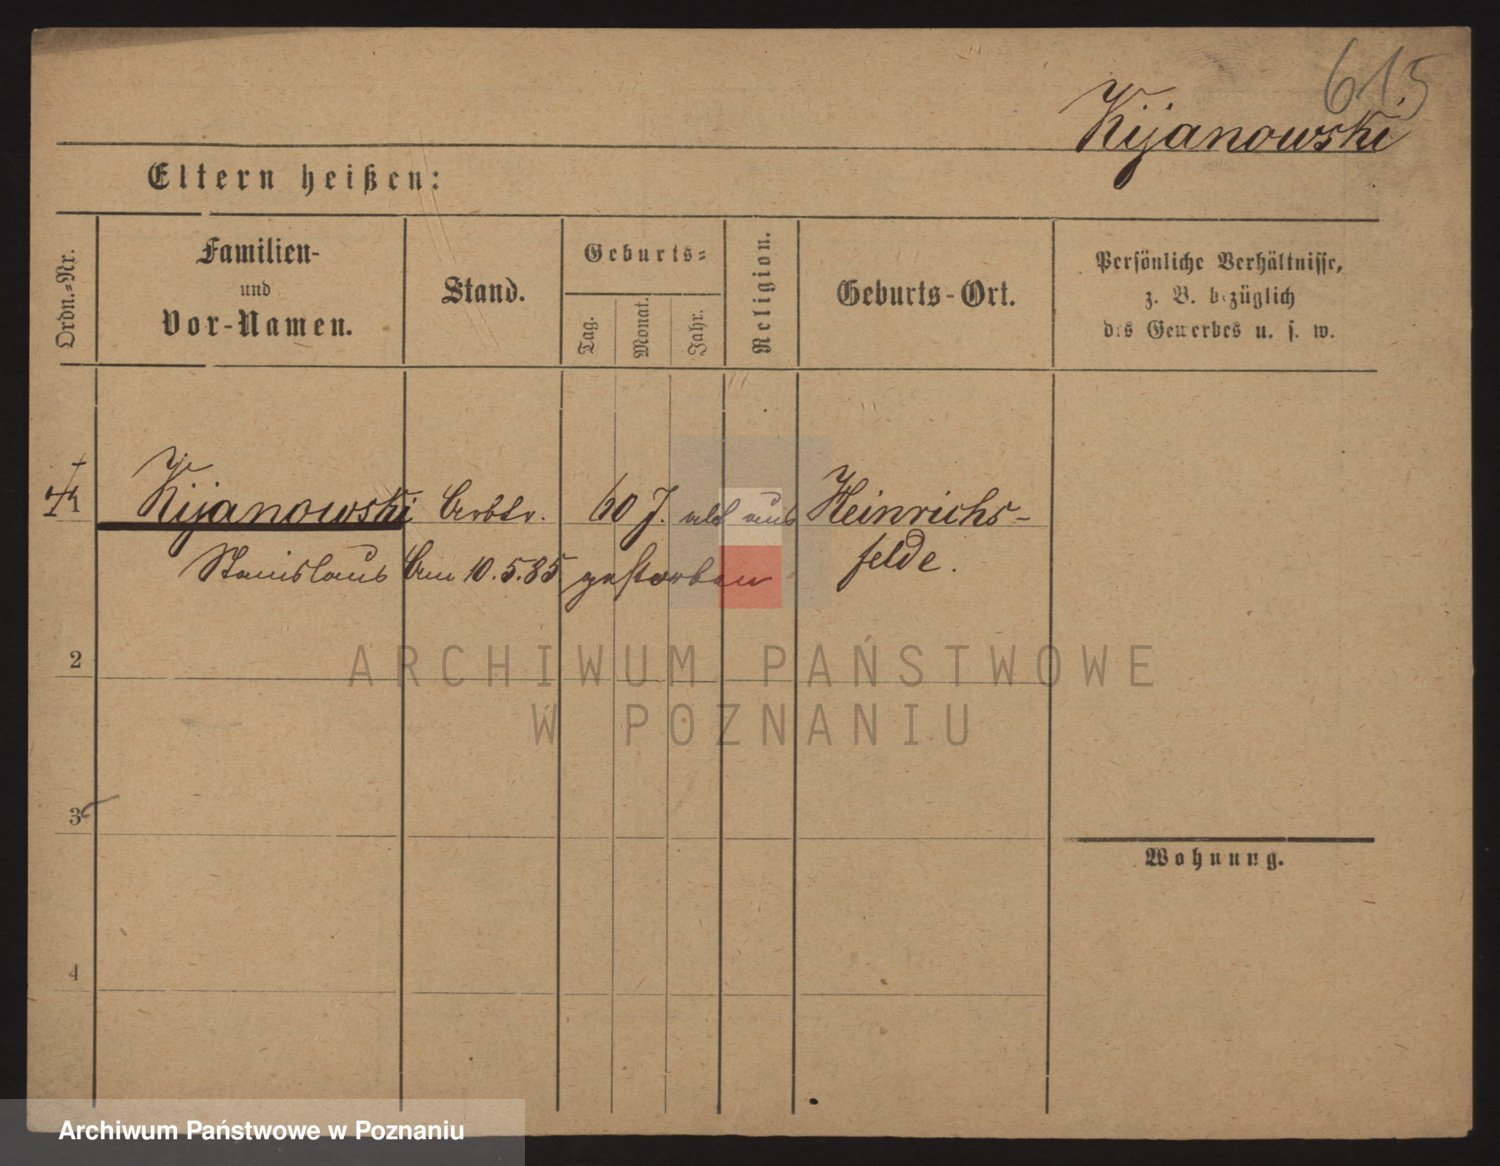 615
Kijanowski
Eltern heißen:
Ordn.=Nr.
Familien-
und
Vor-Namen.
Stand.
Geburts=
Tag.
Monat.
Jahr.
Religion.
Geburts-Ort.
Persönliche Verhältnisse,
z. B. bezüglich
des Gewerbes u. s. w.
1 Kijanowski Arbtr. 60 J. alt aus Heinrichs-
Stanislaus Am 10.5.85 gestorben felde.
2
3
4
Wohnung.
ARCHIWUM PAŃSTWOWE
W POZNANIU
Archiwum Państwowe w Poznaniu